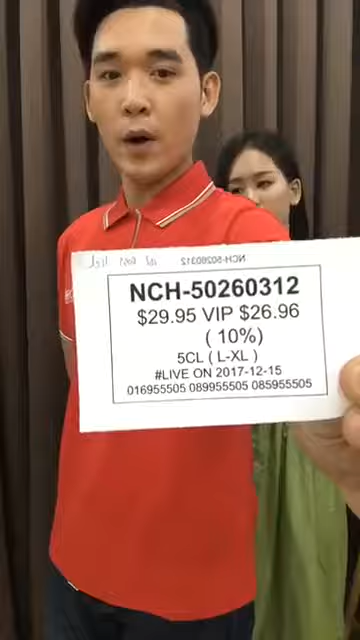 NCH-50260312
NCH-50260312
$29.95 VIP $26.96
( 10%)
5CL ( L-XL )
#LIVE ON 2017-12-15
016955505 089955505 085955505